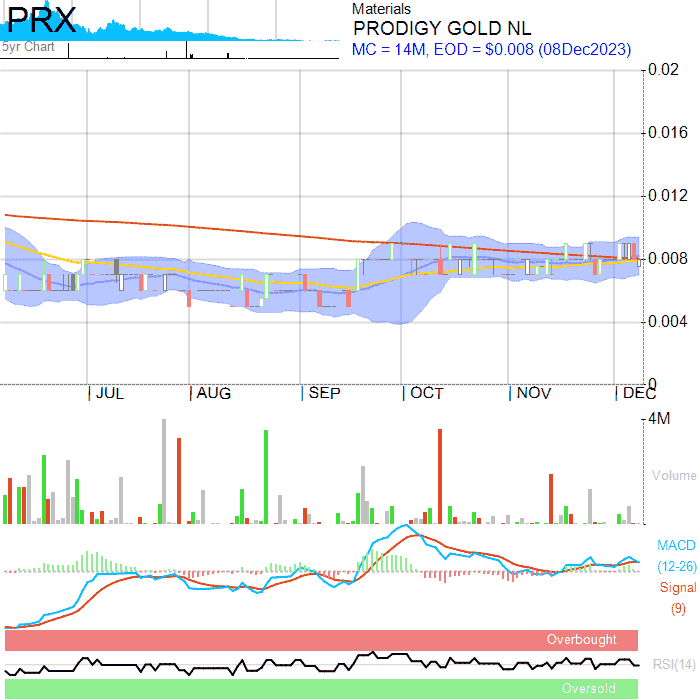 PRX
5yr Chart
Materials
PRODIGY GOLD NL
MC = 14M, EOD = $0.008 (08Dec2023)
0.02
0.016
0.012
0.008
0.004
0
JUL AUG SEP OCT NOV DEC
4M
Volume
MACD
(12-26)
Signal
(9)
Overbought
RSI(14)
Oversold